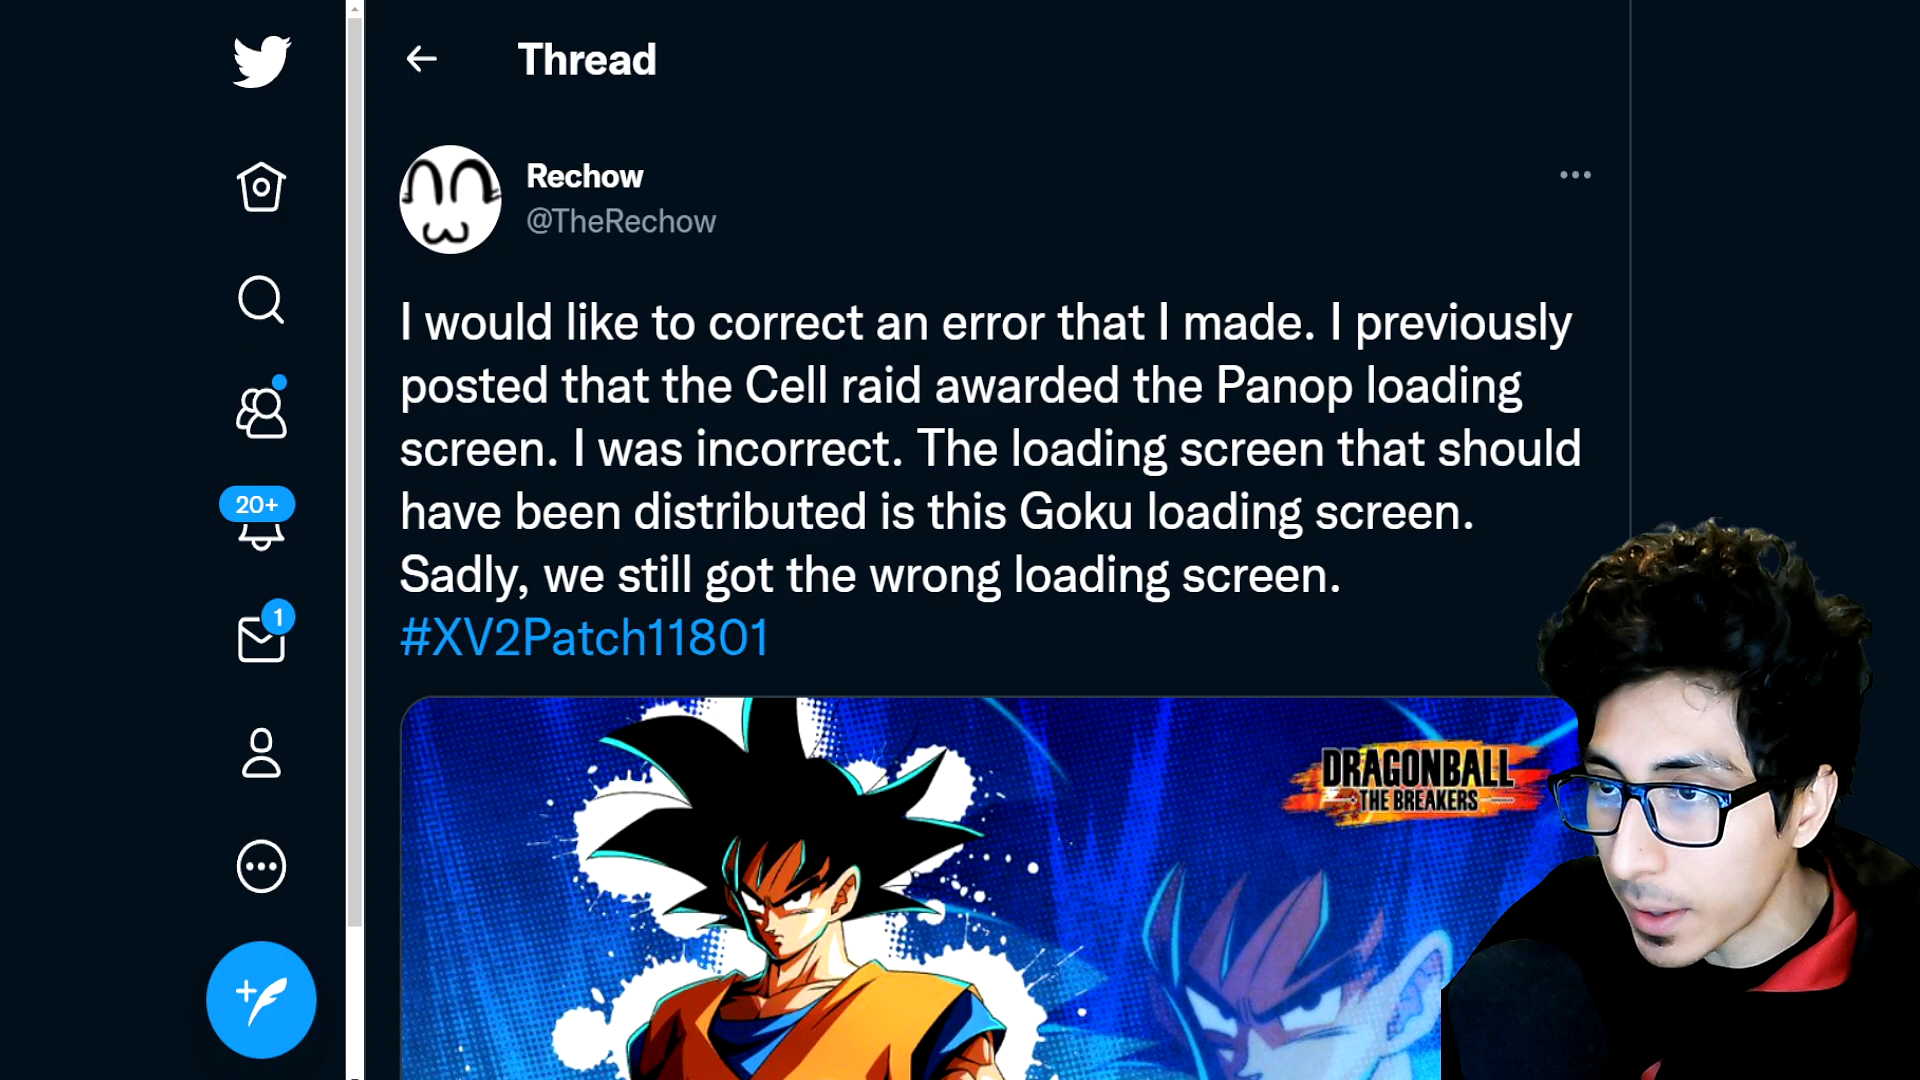 Thread
Rechow
@TheRechow
I would like to correct an error that I made. I previously
posted that the Cell raid awarded the Panop loading
screen. I was incorrect. The loading screen that should
have been distributed is this Goku loading screen.
Sadly, we still got the wrong loading screen.
#XV2Patch11801
20+
1
DRAGONBALL
THE BREAKERS